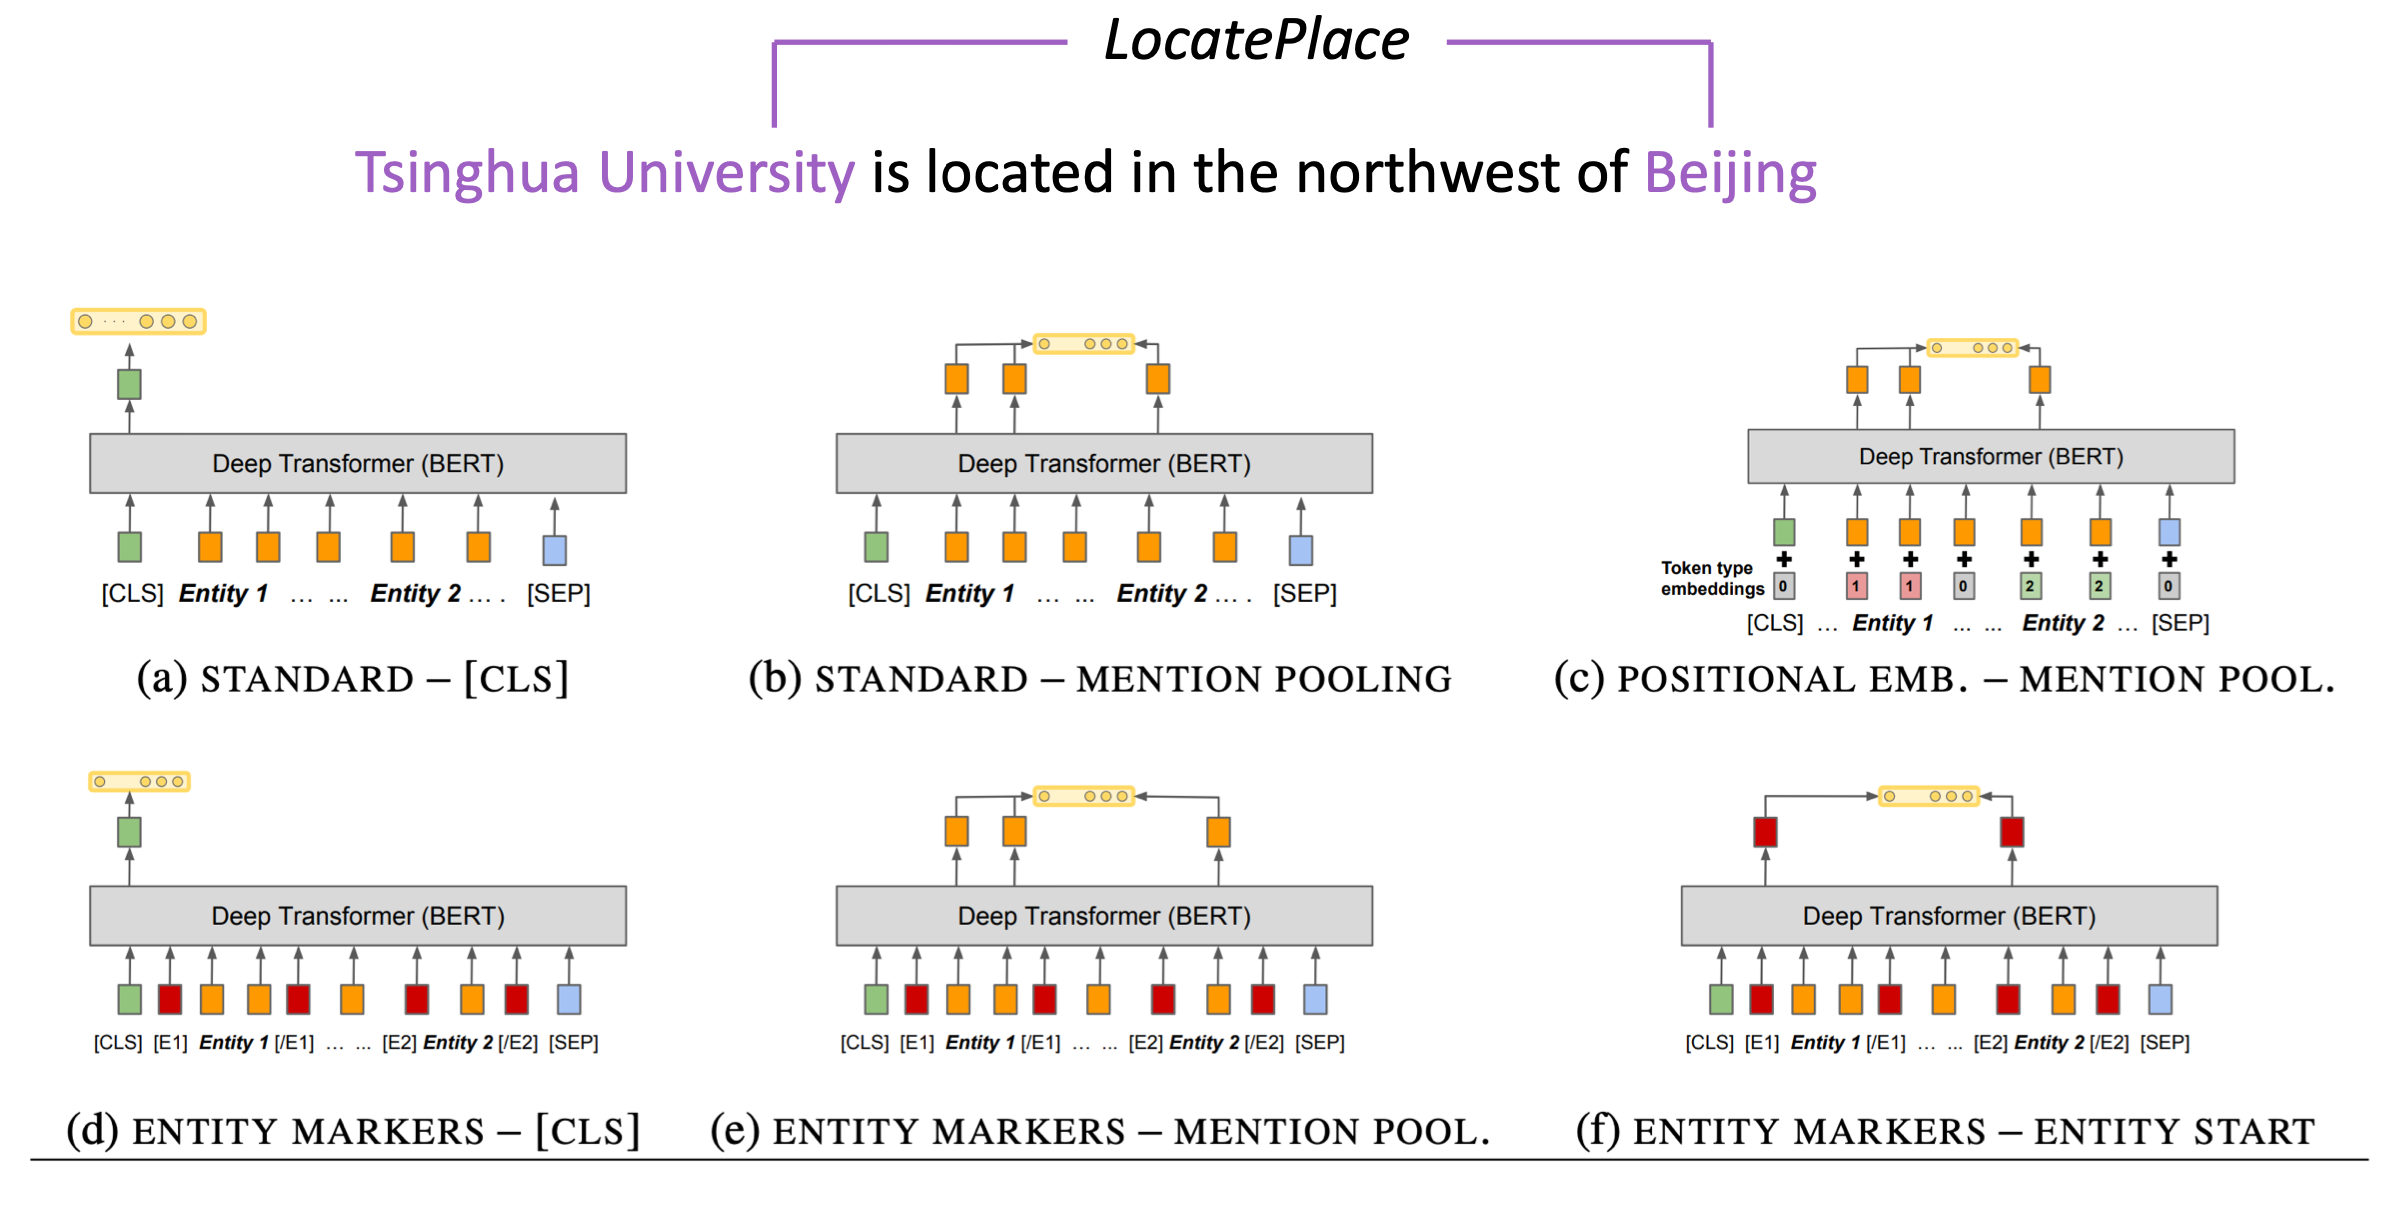 LocatePlace
Tsinghua University is located in the northwest of Beijing
Deep Transformer (BERT)
[CLS] Entity 1 ... ... Entity 2 ... . [SEP]
(a) STANDARD – [CLS]
Deep Transformer (BERT)
[CLS] Entity 1 ... ... Entity 2 ... . [SEP]
(b) STANDARD – MENTION POOLING
Deep Transformer (BERT)
Token type
embeddings 0 1 1 0 2 2 0
[CLS] ... Entity 1 ... ... Entity 2 ... [SEP]
(c) POSITIONAL EMB. – MENTION POOL.
Deep Transformer (BERT)
[CLS] [E1] Entity 1 [/E1] ... ... [E2] Entity 2 [/E2] [SEP]
(d) ENTITY MARKERS – [CLS]
Deep Transformer (BERT)
[CLS] [E1] Entity 1 [/E1] ... ... [E2] Entity 2 [/E2] [SEP]
(e) ENTITY MARKERS – MENTION POOL.
Deep Transformer (BERT)
[CLS] [E1] Entity 1 [/E1] ... ... [E2] Entity 2 [/E2] [SEP]
(f) ENTITY MARKERS – ENTITY START